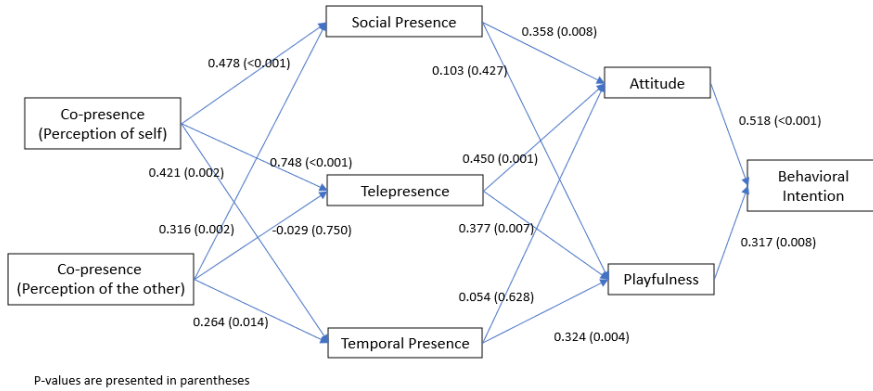 Social Presence
0.358 (0.008)
0.478 (<0.001)
0.103 (0.427)
Attitude
Co-presence
(Perception of self)
0.518 (<0.001)
0.748 (<0.001)
0.450 (0.001)
0.421 (0.002)
Telepresence
Behavioral
Intention
0.316 (0.002)
-0.029 (0.750)
0.377 (0.007)
0.317 (0.008)
Co-presence
(Perception of the other)
Playfulness
0.054 (0.628)
0.264 (0.014)
0.324 (0.004)
Temporal Presence
P-values are presented in parentheses